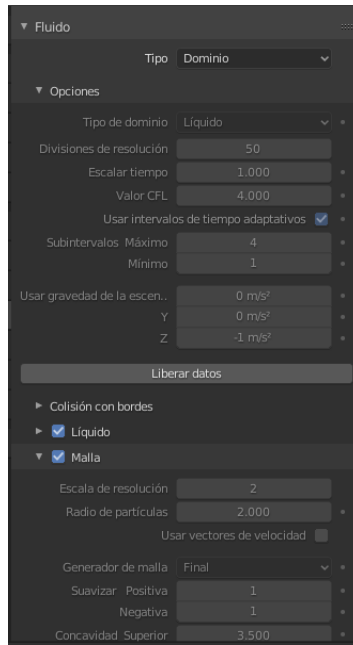 Fluido
Tipo Dominio
Opciones
Tipo de dominio Líquido
Divisiones de resolución 50
Escalar tiempo 1.000
Valor CFL 4.000
Usar intervalos de tiempo adaptativos
Subintervalos Máximo 4
Mínimo 1
Usar gravedad de la escen.. 0 m/s²
Y 0 m/s²
Z -1 m/s²
Liberar datos
Colisión con bordes
Líquido
Malla
Escala de resolución 2
Radio de partículas 2.000
Usar vectores de velocidad
Generador de malla Final
Suavizar Positiva 1
Negativa 1
Concavidad Superior 3.500